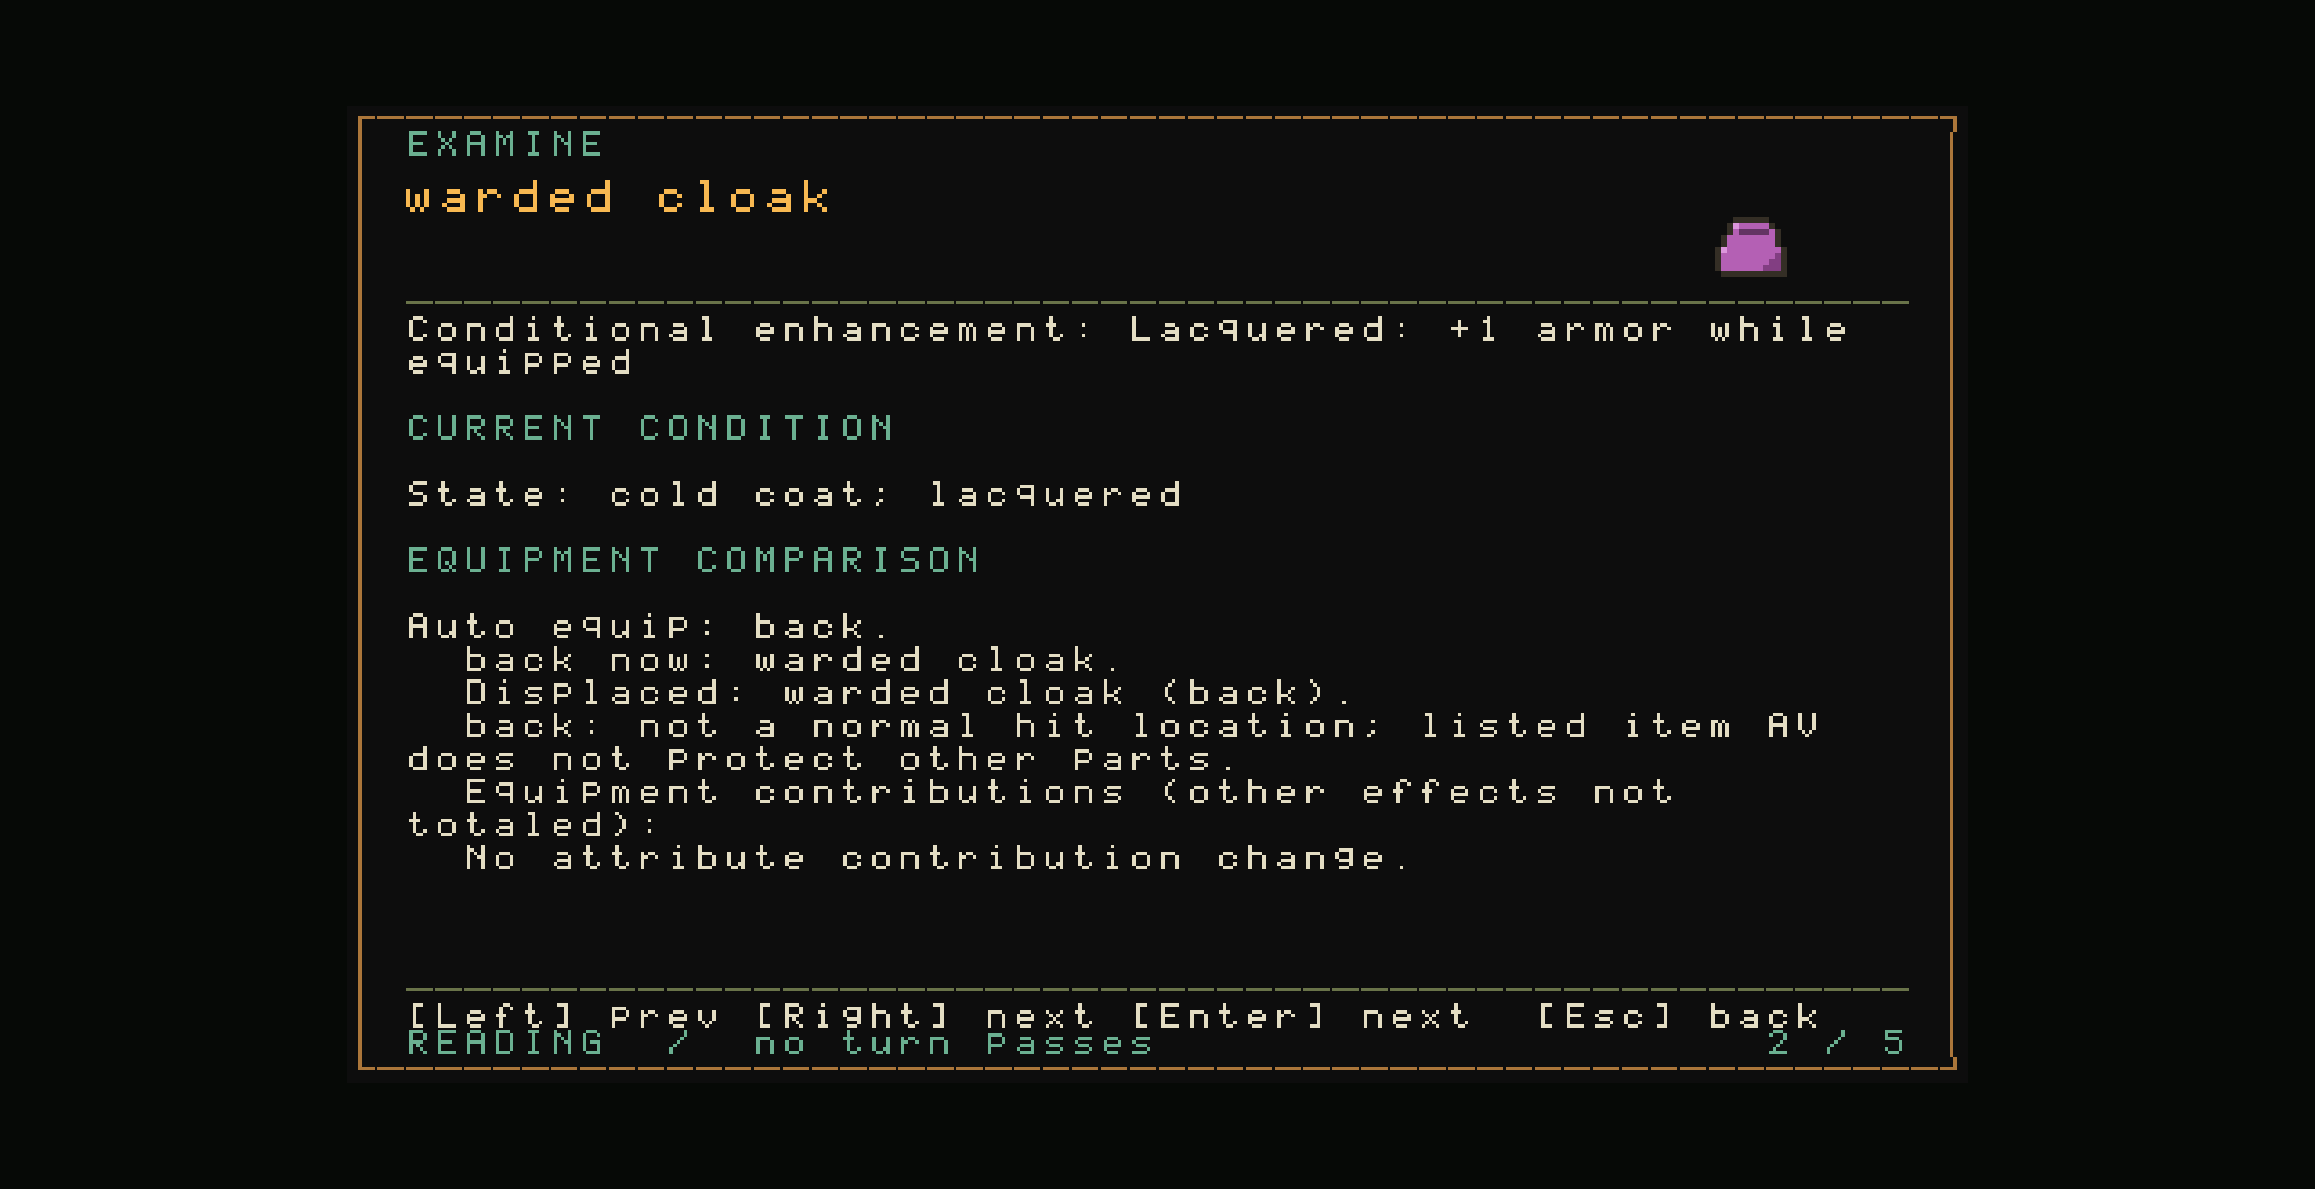 EXAMINE
warded cloak
Conditional enhancement: Lacquered: +1 armor while
equipped
CURRENT CONDITION
State: cold coat; lacquered
EQUIPMENT COMPARISON
Auto equip: back.
back now: warded cloak.
Displaced: warded cloak (back).
back: not a normal hit location; listed item AV
does not protect other parts.
Equipment contributions (other effects not
totaled):
No attribute contribution change.
[Left] prev [Right] next [Enter] next [Esc] back
READING / no turn passes 2 / 5